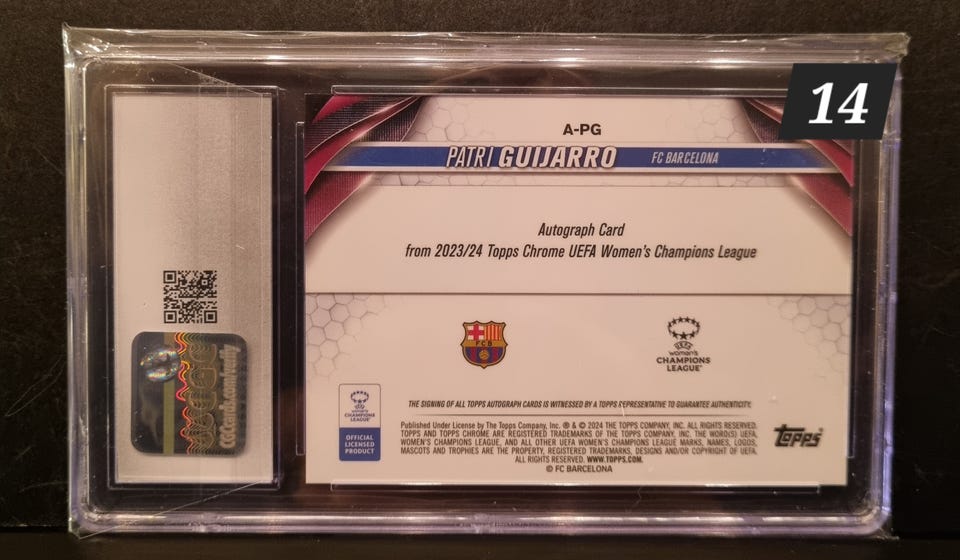 14
A-PG
PATRI GUIJARRO FC BARCELONA
Autograph Card
from 2023/24 Topps Chrome UEFA Women's Champions League
FCB
UEFA
women's
CHAMPIONS
LEAGUE
women's
CHAMPIONS
LEAGUE
OFFICIAL
LICENSED
PRODUCT
THE SIGNING OF ALL TOPPS AUTOGRAPH CARDS IS WITNESSED BY A TOPPS REPRESENTATIVE TO GUARANTEE AUTHENTICITY.
Published Under License by The Topps Company, Inc. ® & © 2024 THE TOPPS COMPANY, INC. ALL RIGHTS RESERVED.
TOPPS AND TOPPS CHROME ARE REGISTERED TRADEMARKS OF THE TOPPS COMPANY, INC. THE WORD(S) UEFA,
WOMEN'S CHAMPIONS LEAGUE, AND ALL OTHER UEFA WOMEN'S CHAMPIONS LEAGUE MARKS, NAMES, LOGOS,
MASCOTS AND TROPHIES ARE THE PROPERTY, REGISTERED TRADEMARKS, DESIGNS AND/OR COPYRIGHT OF UEFA.
ALL RIGHTS RESERVED. WWW.TOPPS.COM.
© FC BARCELONA
Topps